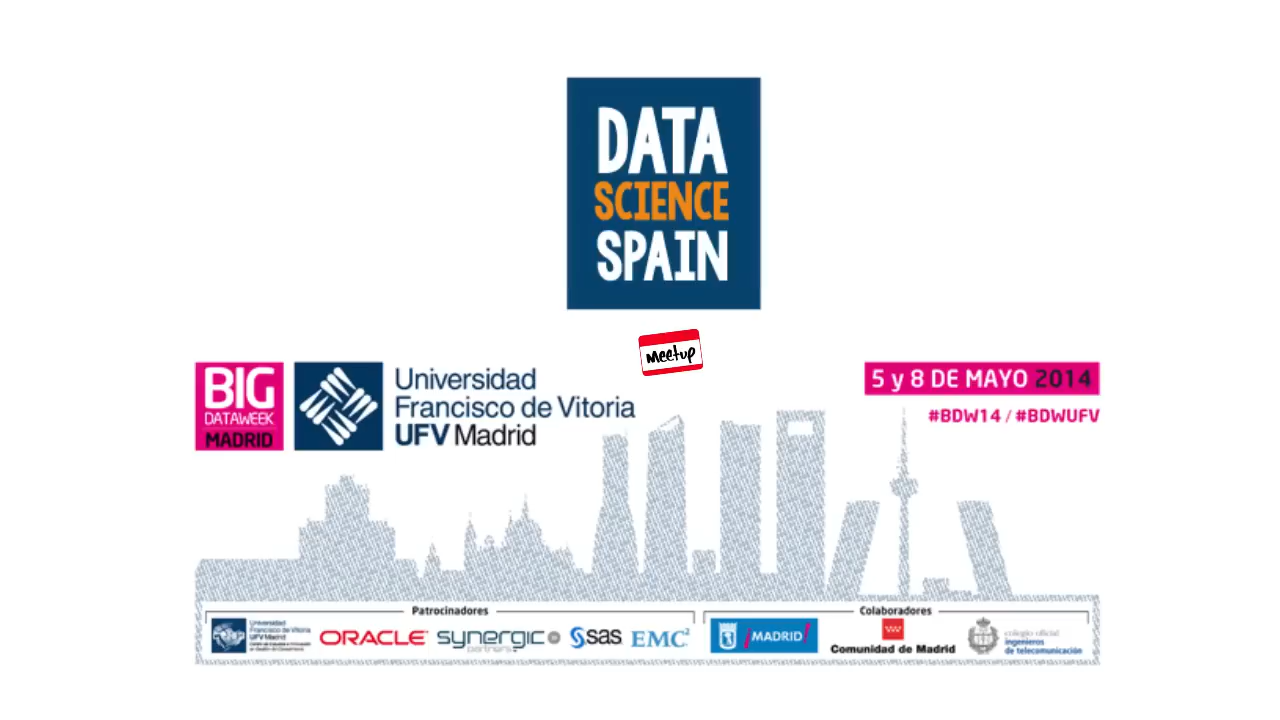 DATA
SCIENCE
SPAIN
meetup
BIG
DATAWEEK
MADRID
Universidad
Francisco de Vitoria
UFV Madrid
5 y 8 DE MAYO 2014
#BDW14 / #BDWUFV
Patrocinadores
Universidad
Francisco de Vitoria
UFV Madrid
ORACLE
synergic
partners
sas
EMC²
Colaboradores
¡MADRID!
Comunidad de Madrid
colegio oficial
ingenieros
de telecomunicación